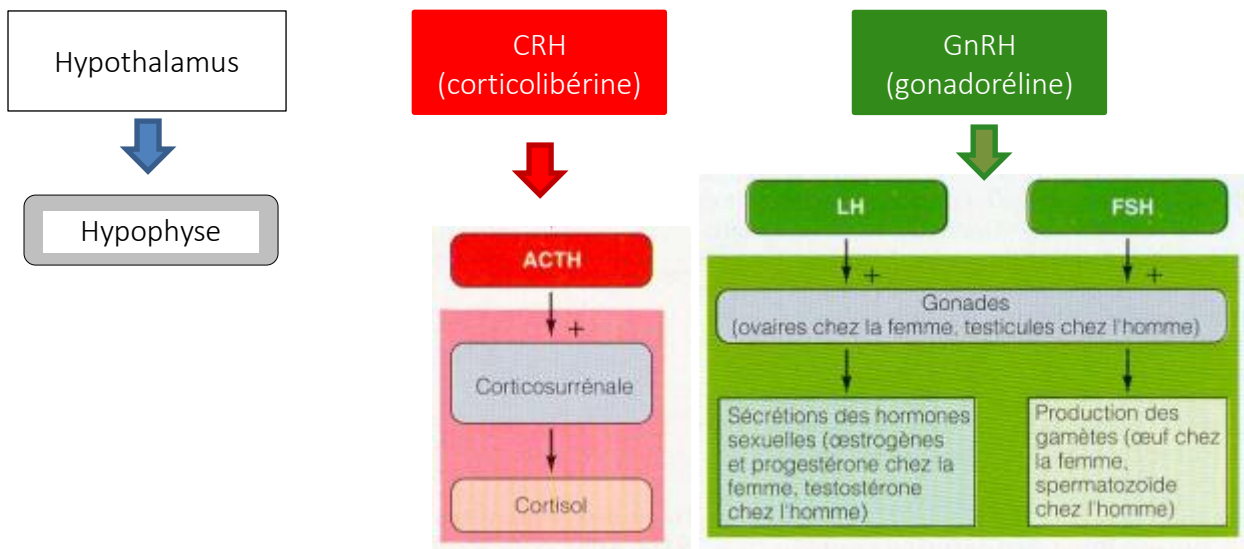 Hypothalamus
Hypophyse
CRH
(corticolibérine)
ACTH
+
Corticosurrénale
Cortisol
GnRH
(gonadoréline)
LH
FSH
+
+
Gonades
(ovaires chez la femme, testicules chez l'homme)
Sécrétions des hormones
sexuelles (œstrogènes
et progestérone chez la
femme, testostérone
chez l'homme)
Production des
gamètes (œuf chez
la femme,
spermatozoïde
chez l'homme)